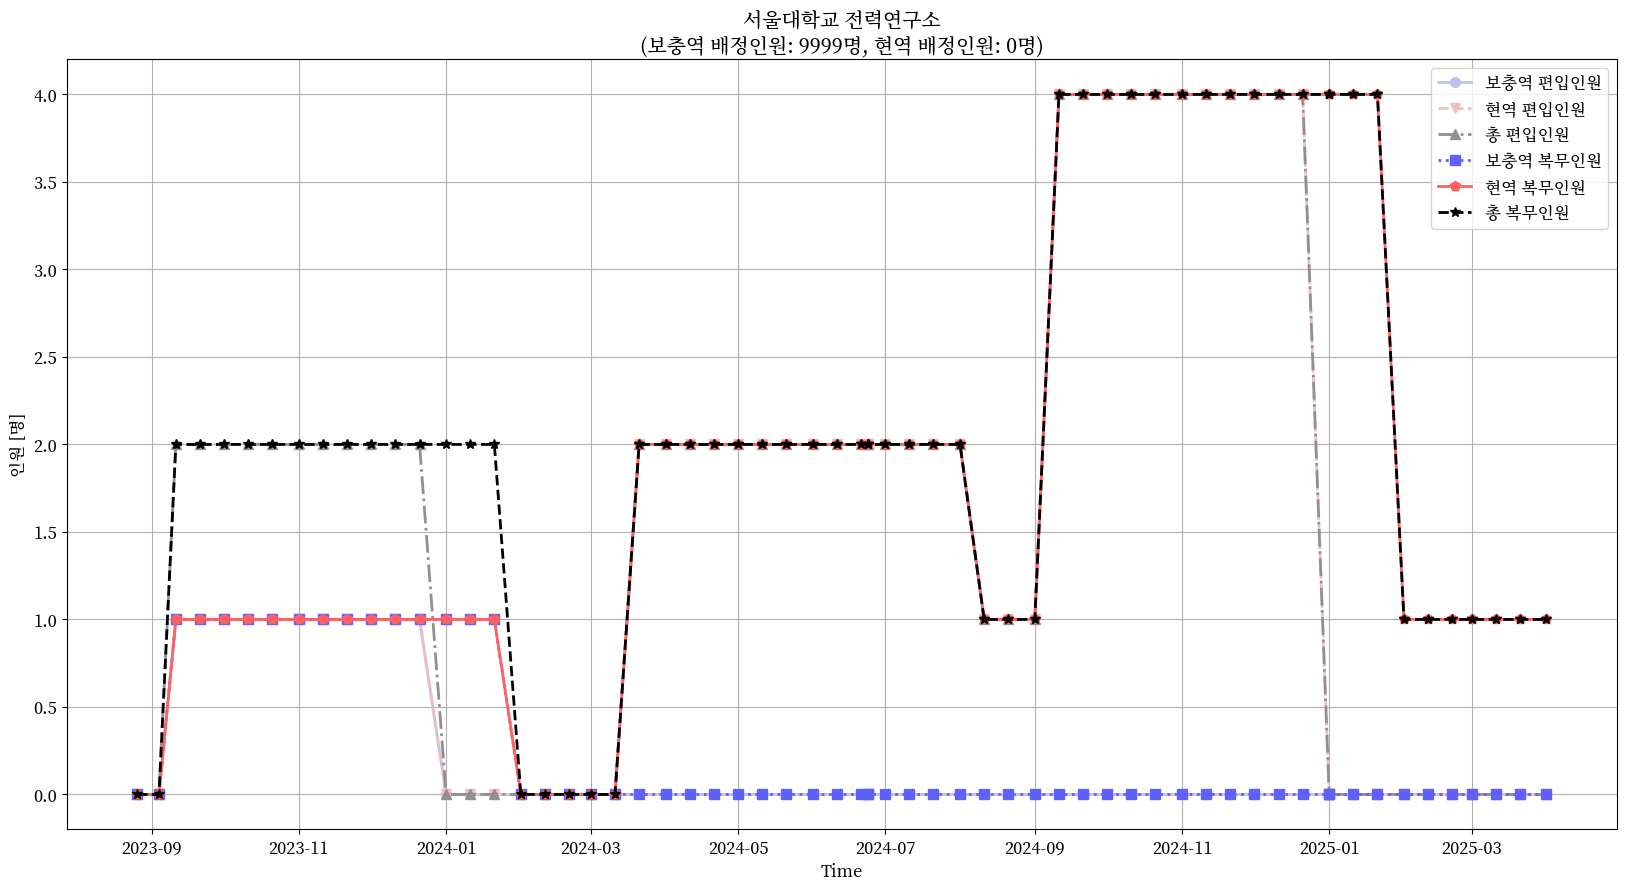 서울대학교 전력연구소
(보충역 배정인원: 9999명, 현역 배정인원: 0명)
보충역 편입인원
현역 편입인원
총 편입인원
보충역 복무인원
현역 복무인원
총 복무인원
인원 [명]
4.0
3.5
3.0
2.5
2.0
1.5
1.0
0.5
0.0
2023-09
2023-11
2024-01
2024-03
2024-05
2024-07
2024-09
2024-11
2025-01
2025-03
Time